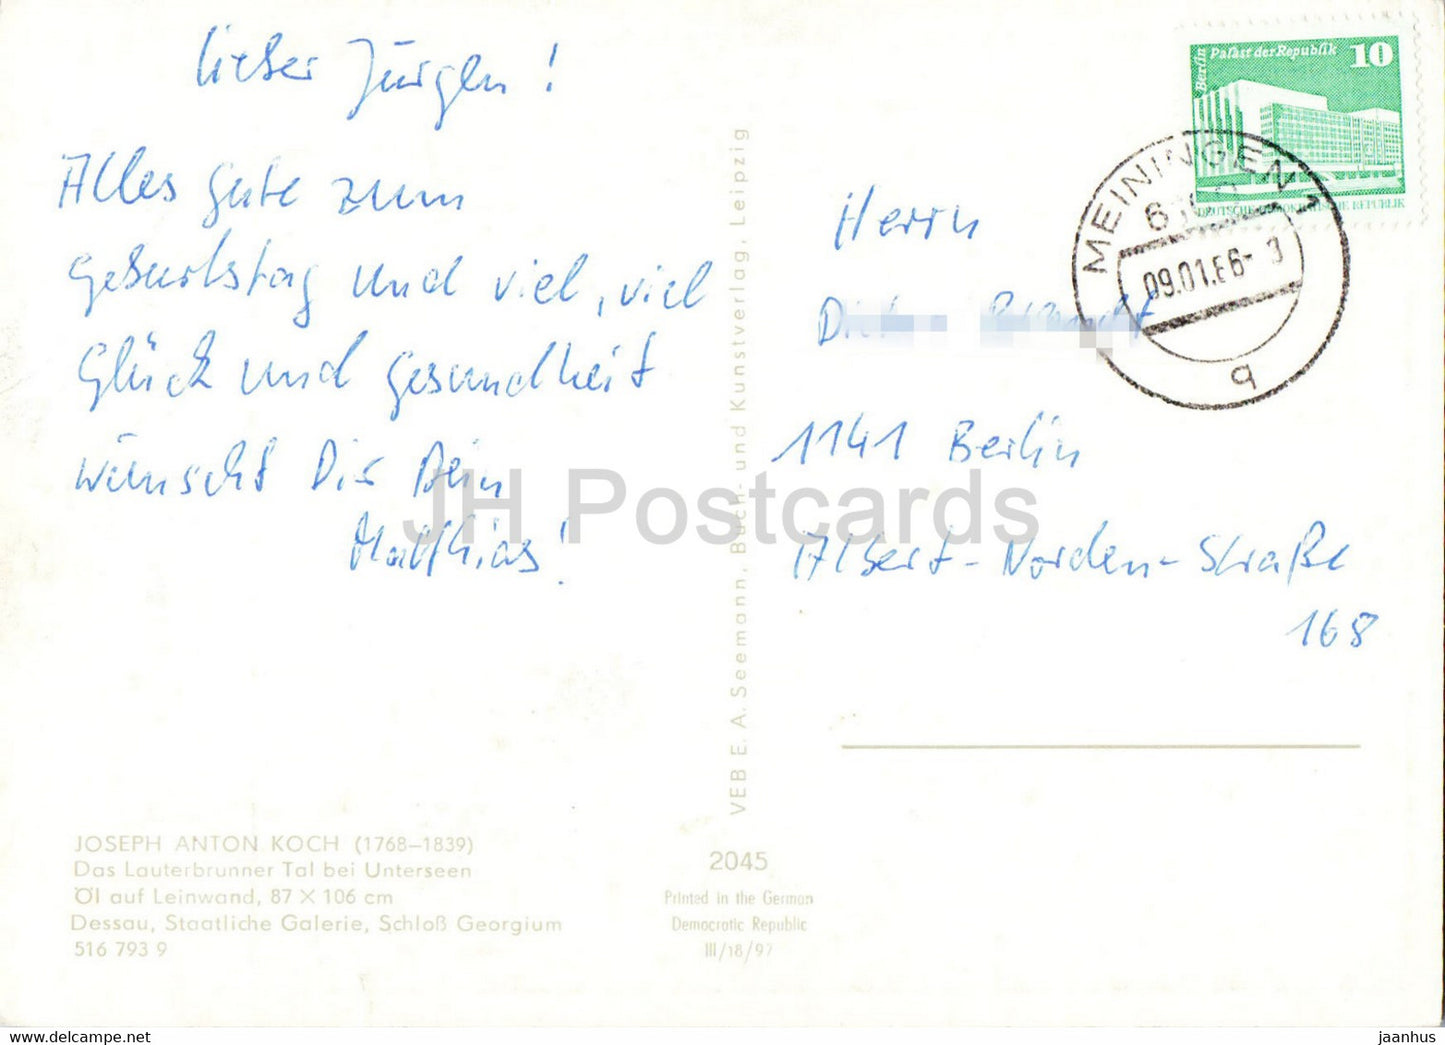 Lieber Jürgen!
Alles gute zum
Geburtstag und viel, viel
Glück und gesundheit
wünscht Dir Dein
Matthias!
Berlin Palast der Republik 10
DEUTSCHE DEMOKRATISCHE REPUBLIK
MEININGEN 1
09.01.86-
q
Herrn
1141 Berlin
Albert-Norden-Straße
168
VEB E. A. Seemann, Buch- und Kunstverlag, Leipzig
JH Postcards
JOSEPH ANTON KOCH (1768–1839)
Das Lauterbrunner Tal bei Unterseen
Öl auf Leinwand, 87 × 106 cm
Dessau, Staatliche Galerie, Schloß Georgium
516 793 9
2045
Printed in the German
Democratic Republic
III/18/97
jaanhus | HipPostcard.com